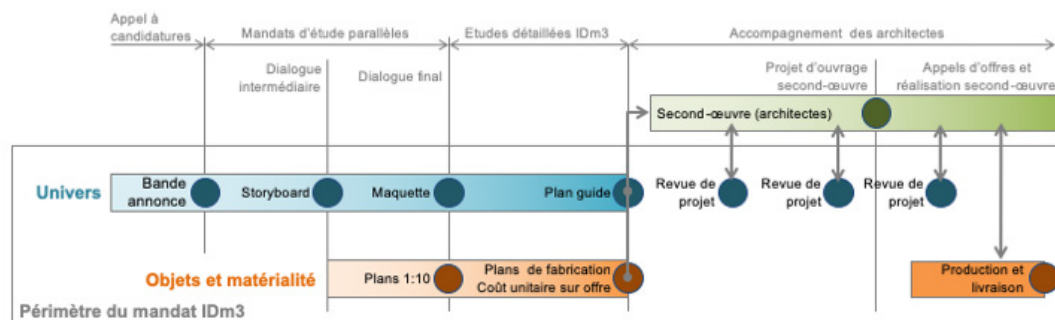 Appel à
candidatures
Mandats d'étude parallèles
Etudes détaillées IDm3
Accompagnement des architectes
Dialogue
intermédiaire
Dialogue final
Projet d'ouvrage
second-œuvre
Appels d'offres et
réalisation second-œuvre
Second-œuvre (architectes)
Univers
Bande
annonce
Storyboard
Maquette
Plan guide
Revue de
projet
Revue de
projet
Revue de
projet
Objets et matérialité
Plans 1:10
Plans de fabrication
Coût unitaire sur offre
Production et
livraison
Périmètre du mandat IDm3